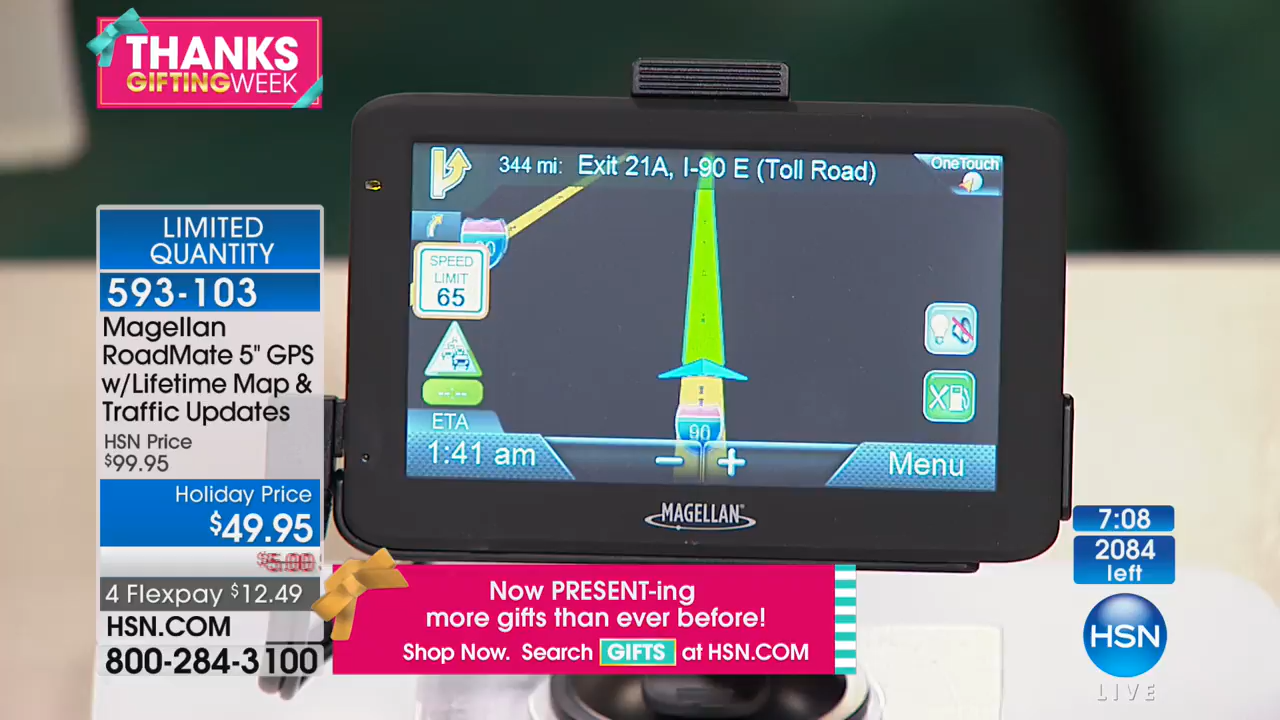 THANKS
GIFTINGWEEK
LIMITED
QUANTITY
593-103
Magellan
RoadMate 5" GPS
w/Lifetime Map &
Traffic Updates
HSN Price
$99.95
Holiday Price
$49.95
$5.00
4 Flexpay $12.49
HSN.COM
800-284-3100
344 mi: Exit 21A, I-90 E (Toll Road)
OneTouch
SPEED
LIMIT
65
90
ETA
1:41 am
− +
Menu
MAGELLAN
Now PRESENT-ing
more gifts than ever before!
Shop Now. Search GIFTS at HSN.COM
7:08
2084
left
HSN
LIVE